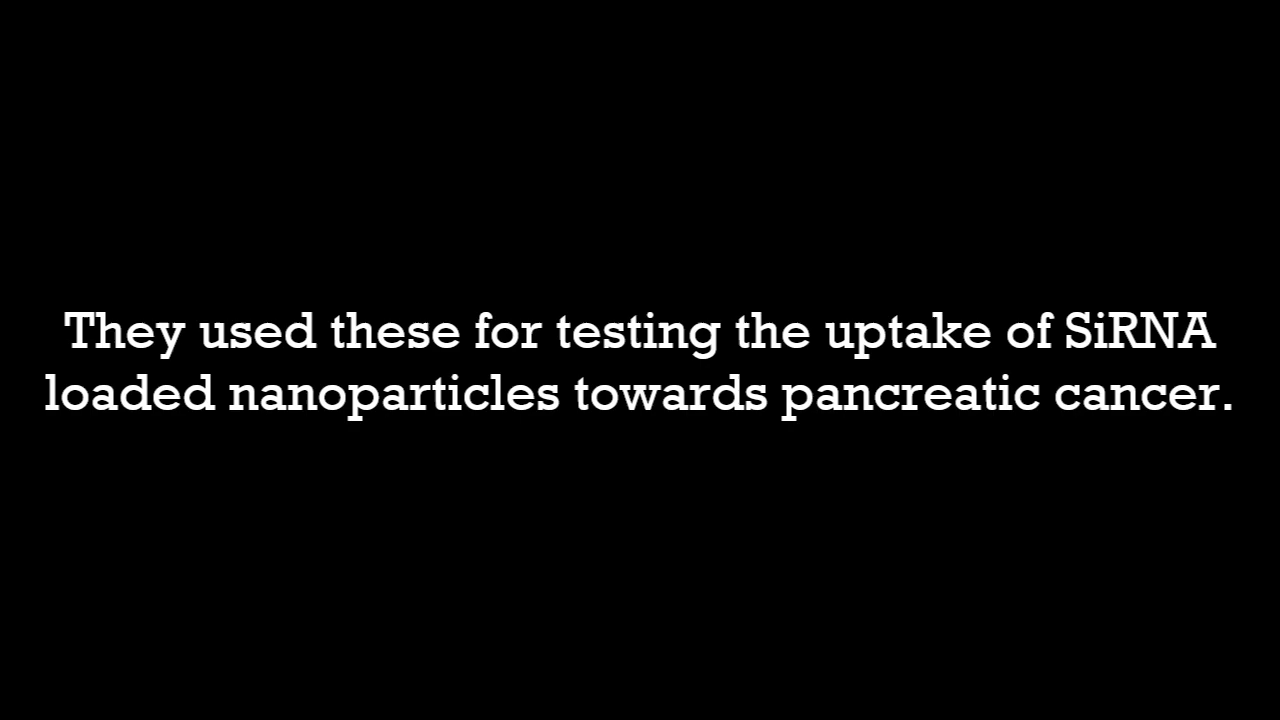 They used these for testing the uptake of SiRNA
loaded nanoparticles towards pancreatic cancer.